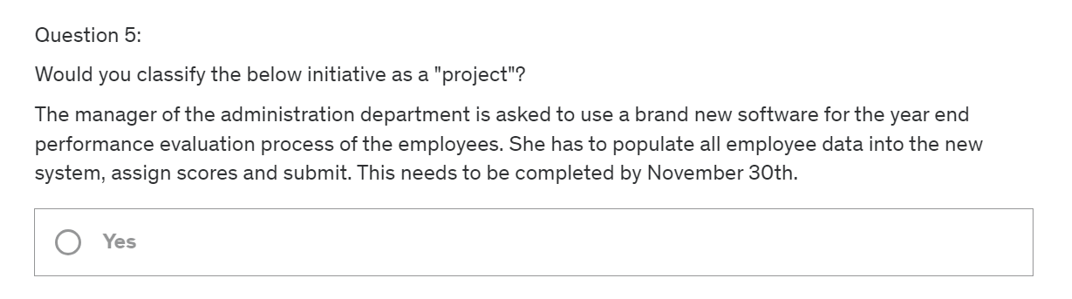 Question 5:
Would you classify the below initiative as a "project"?
The manager of the administration department is asked to use a brand new software for the year end
performance evaluation process of the employees. She has to populate all employee data into the new
system, assign scores and submit. This needs to be completed by November 30th.
Yes